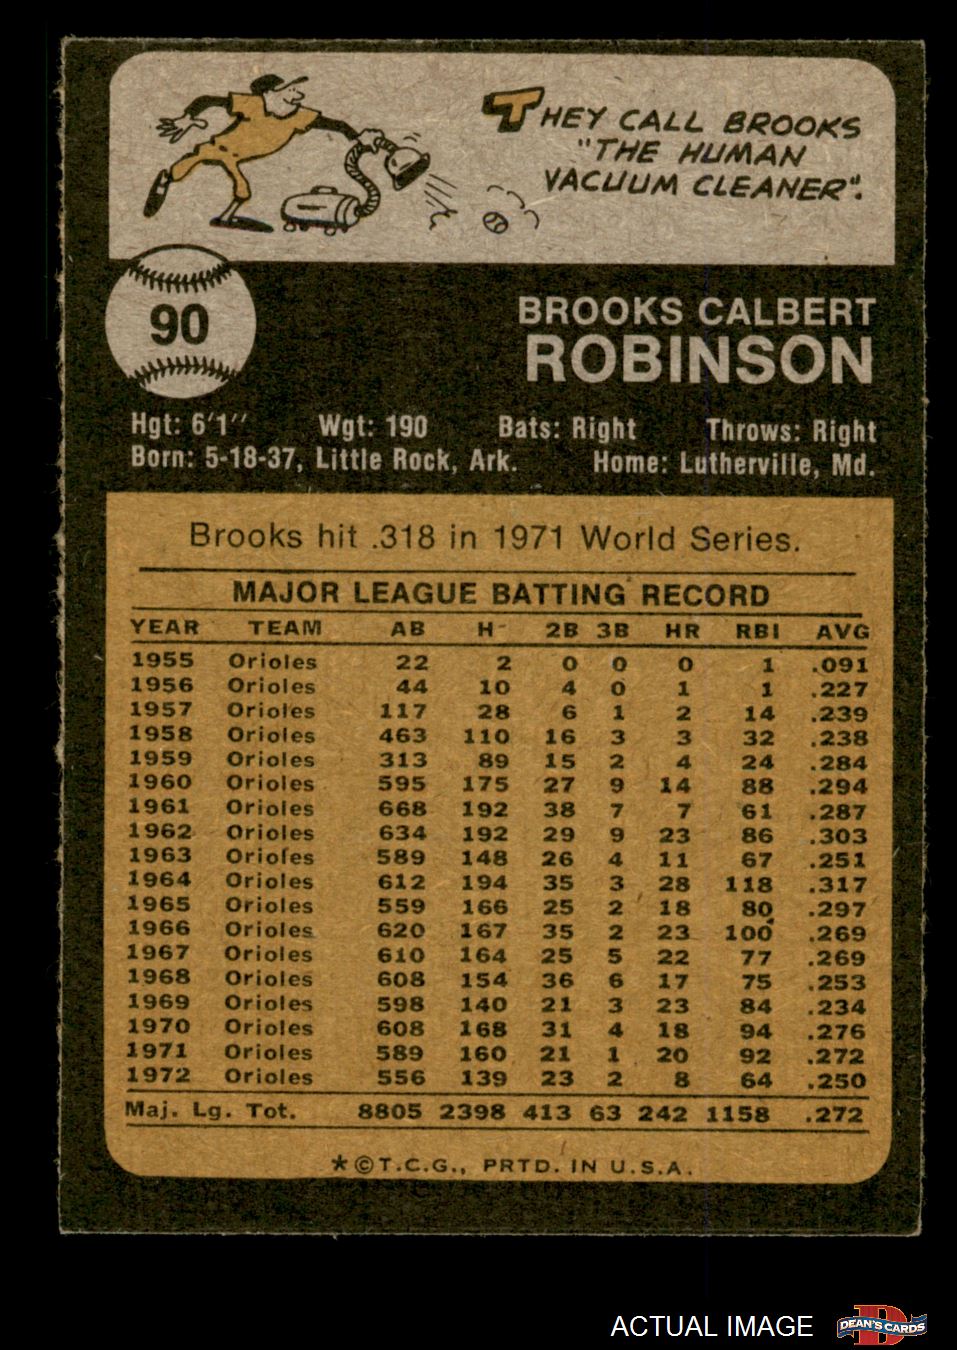 THEY CALL BROOKS
"THE HUMAN
VACUUM CLEANER".
90
BROOKS CALBERT
ROBINSON
Hgt: 6'1" Wgt: 190 Bats: Right Throws: Right
Born: 5-18-37, Little Rock, Ark. Home: Lutherville, Md.
Brooks hit .318 in 1971 World Series.
MAJOR LEAGUE BATTING RECORD
YEAR TEAM AB H 2B 3B HR RBI AVG
1955 Orioles 22 2 0 0 0 1 .091
1956 Orioles 44 10 4 0 1 1 .227
1957 Orioles 117 28 6 1 2 14 .239
1958 Orioles 463 110 16 3 3 32 .238
1959 Orioles 313 89 15 2 4 24 .284
1960 Orioles 595 175 27 9 14 88 .294
1961 Orioles 668 192 38 7 7 61 .287
1962 Orioles 634 192 29 9 23 86 .303
1963 Orioles 589 148 26 4 11 67 .251
1964 Orioles 612 194 35 3 28 118 .317
1965 Orioles 559 166 25 2 18 80 .297
1966 Orioles 620 167 35 2 23 100 .269
1967 Orioles 610 164 25 5 22 77 .269
1968 Orioles 608 154 36 6 17 75 .253
1969 Orioles 598 140 21 3 23 84 .234
1970 Orioles 608 168 31 4 18 94 .276
1971 Orioles 589 160 21 1 20 92 .272
1972 Orioles 556 139 23 2 8 64 .250
Maj. Lg. Tot. 8805 2398 413 63 242 1158 .272
*©T.C.G., PRTD. IN U.S.A.
ACTUAL IMAGE DEAN'S CARDS